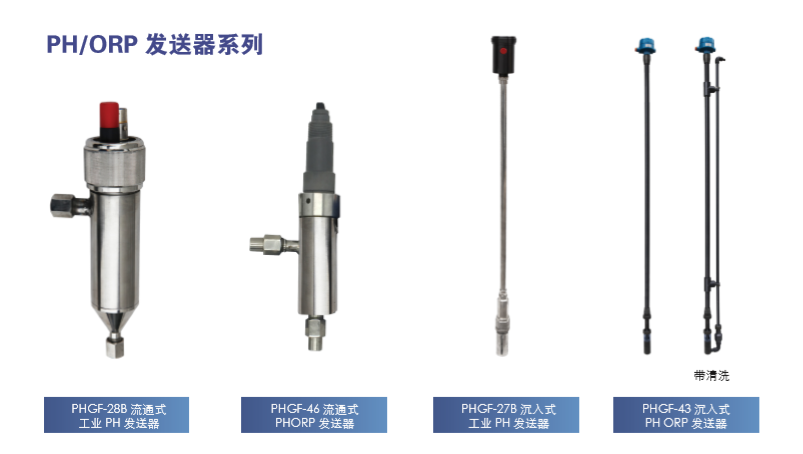 PH/ORP 发送器系列
带清洗
PHGF-28B 流通式
工业 PH 发送器
PHGF-46 流通式
PHORP 发送器
PHGF-27B 沉入式
工业 PH 发送器
PHGF-43 沉入式
PH ORP 发送器